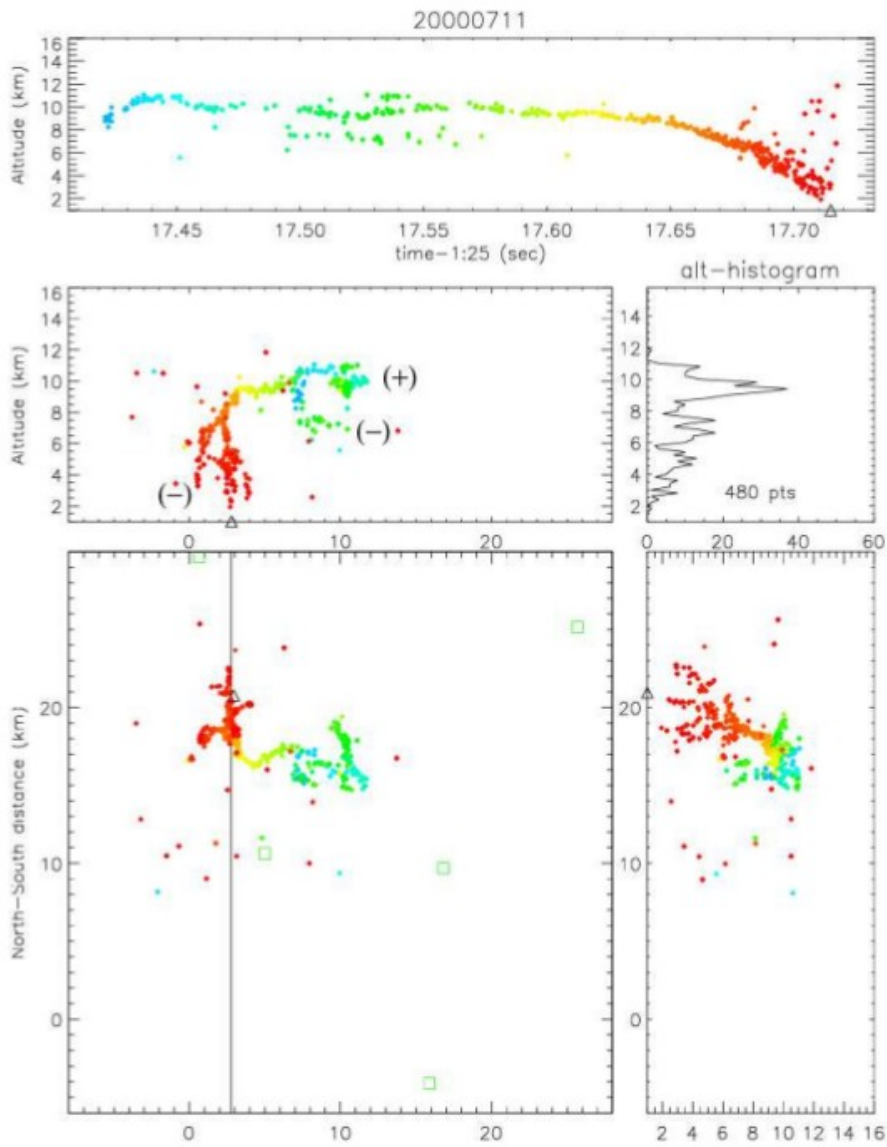 20000711
Altitude (km)
16
14
12
10
8
6
4
2
17.45 17.50 17.55 17.60 17.65 17.70
time-1:25 (sec)
alt-histogram
Altitude (km)
14
12
10
8
6
4
2
(+)
(-)
(-)
0 10 20
14
12
10
8
6
4
2
480 pts
0 20 40 60
North-South distance (km)
20
10
0
0 10 20
20
10
0
2 4 6 8 10 12 14 16